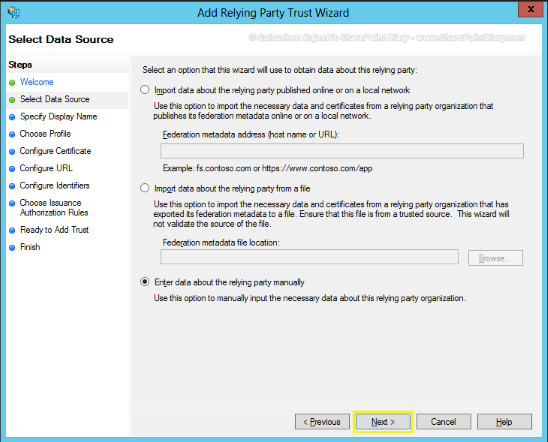 Add Relying Party Trust Wizard
X
Select Data Source
© Salaudeen Rajack's SharePoint Diary - www.SharePointDiary.com
Steps
Welcome
Select Data Source
Specify Display Name
Choose Profile
Configure Certificate
Configure URL
Configure Identifiers
Choose Issuance
Authorization Rules
Ready to Add Trust
Finish
Select an option that this wizard will use to obtain data about this relying party:
Import data about the relying party published online or on a local network
Use this option to import the necessary data and certificates from a relying party organization that
publishes its federation metadata online or on a local network.
Federation metadata address (host name or URL):
Example: fs.contoso.com or https://www.contoso.com/app
Import data about the relying party from a file
Use this option to import the necessary data and certificates from a relying party organization that has
exported its federation metadata to a file. Ensure that this file is from a trusted source. This wizard will
not validate the source of the file.
Federation metadata file location:
Browse...
Enter data about the relying party manually
Use this option to manually input the necessary data about this relying party organization.
< Previous
Next >
Cancel
Help